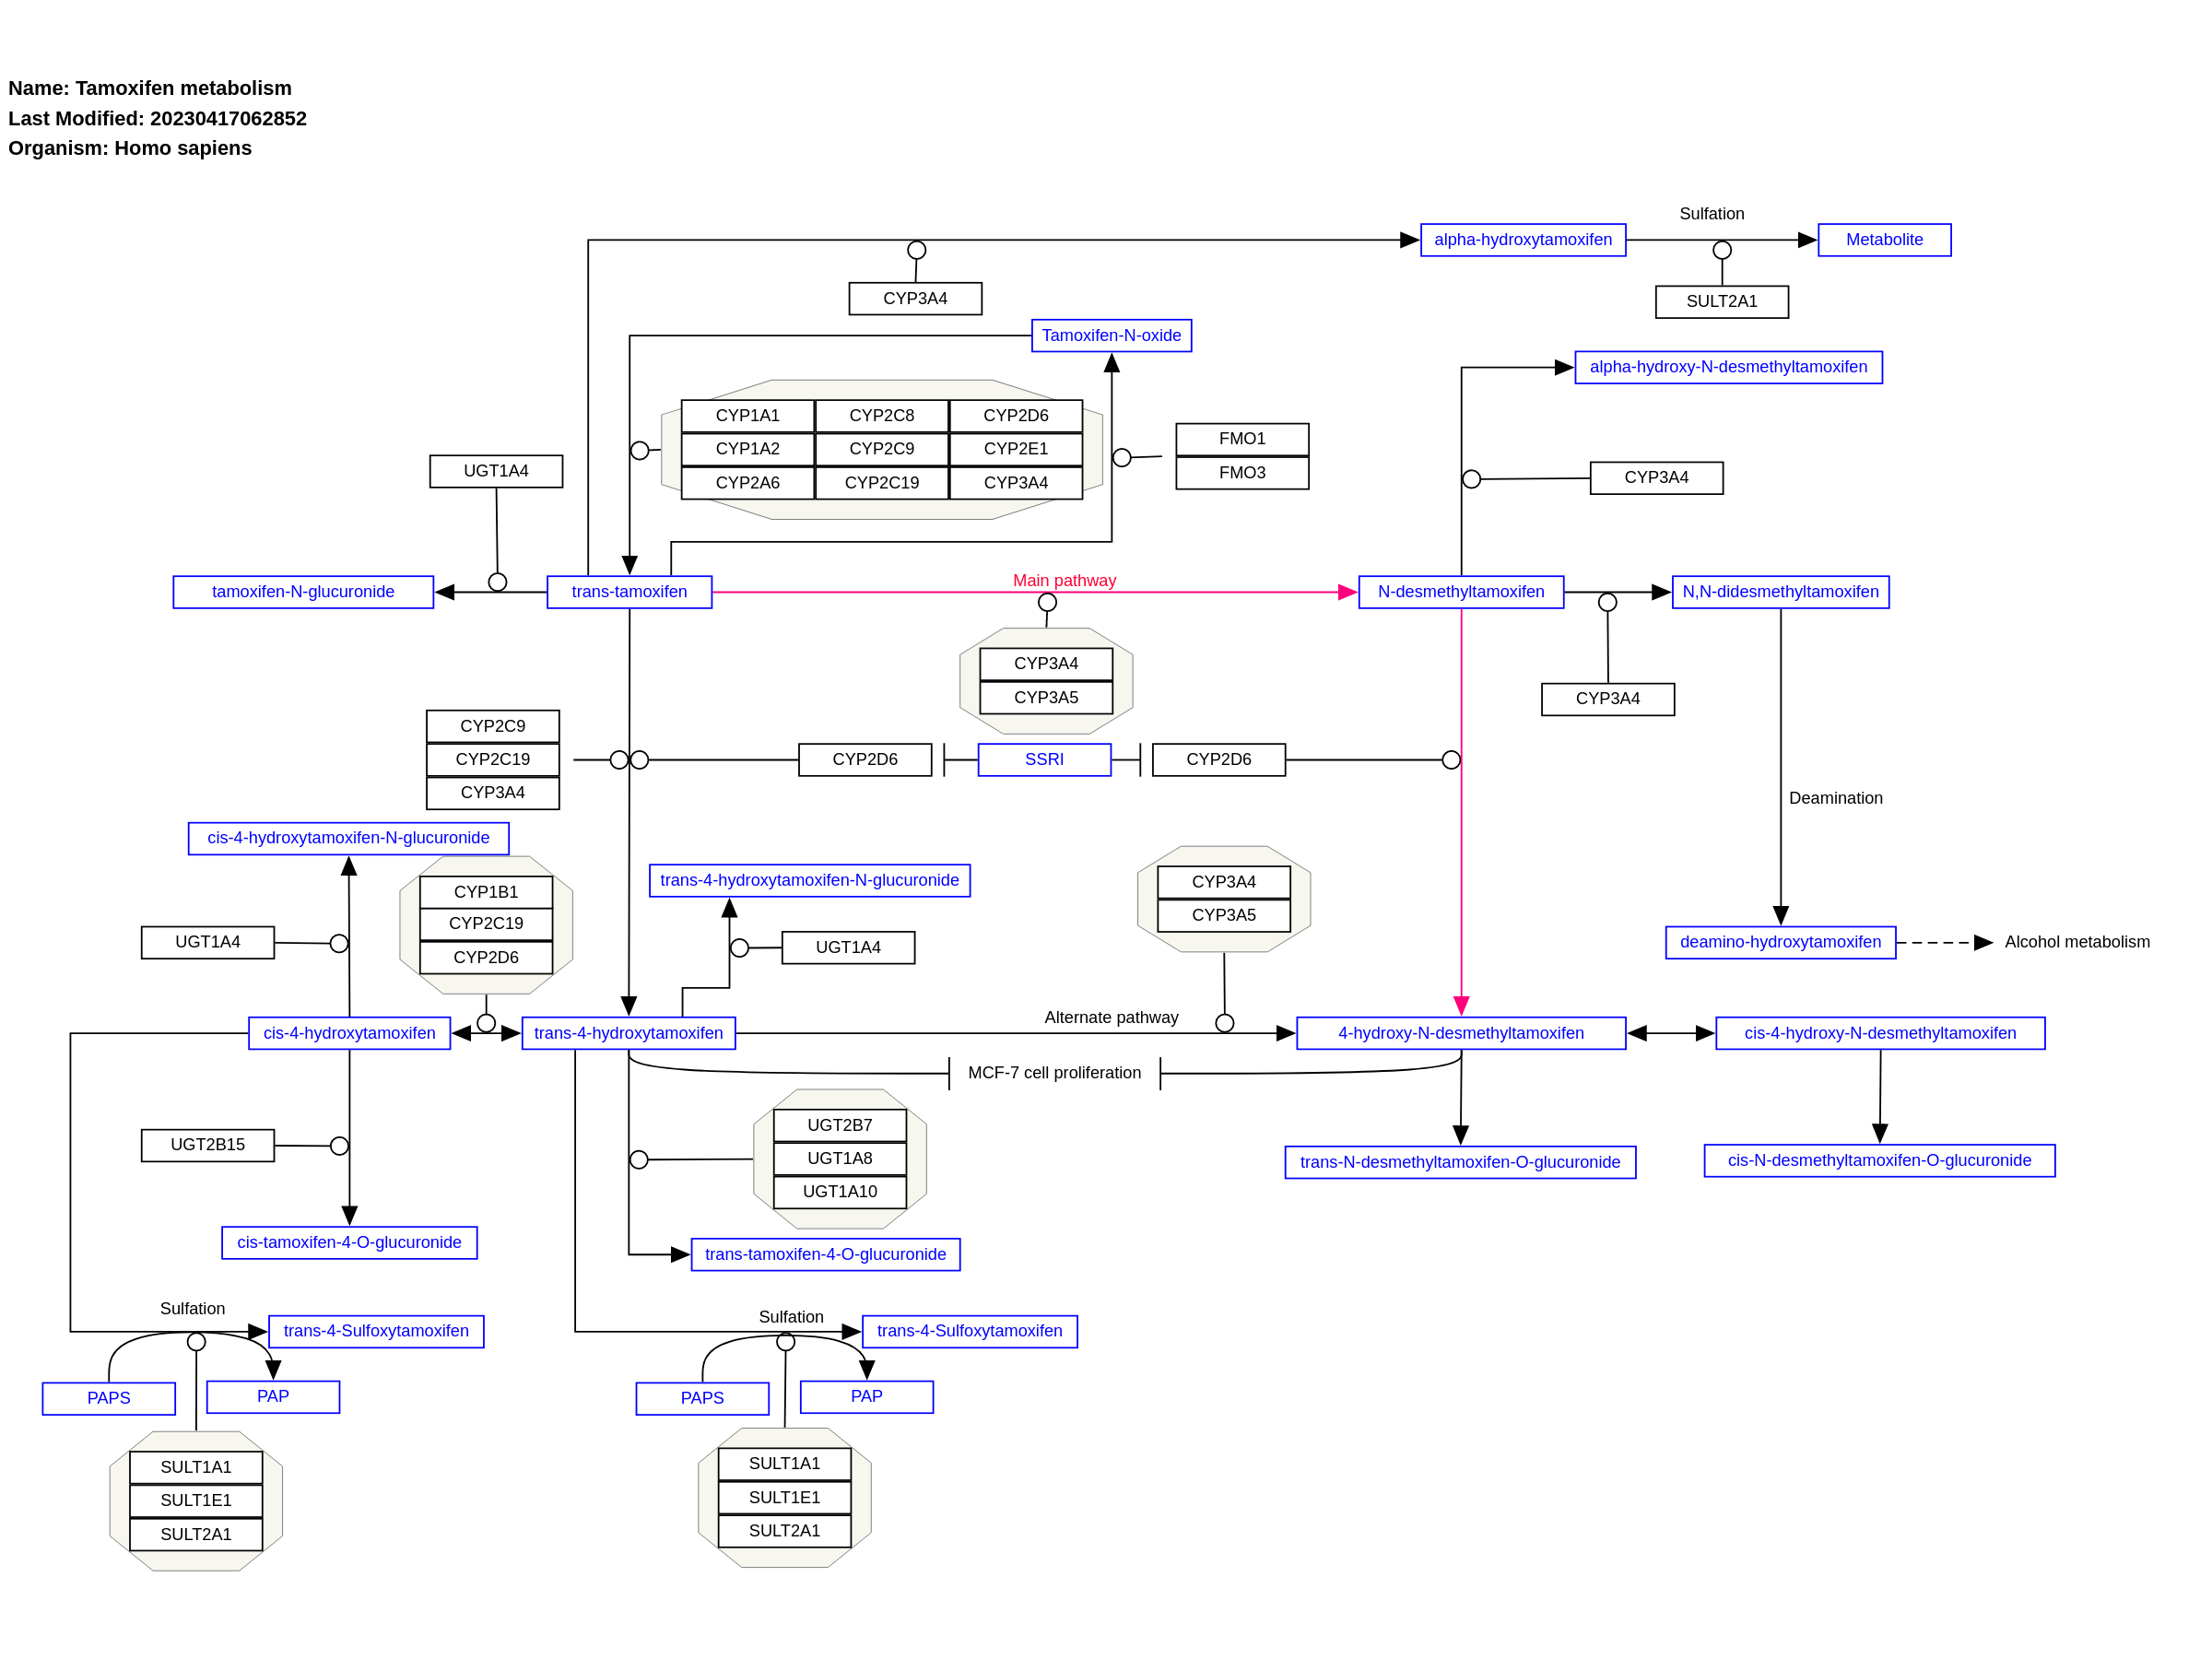 Name: Tamoxifen metabolism
Last Modified: 20230417062852
Organism: Homo sapiens
Sulfation
alpha-hydroxytamoxifen
Metabolite
CYP3A4
SULT2A1
Tamoxifen-N-oxide
alpha-hydroxy-N-desmethyltamoxifen
CYP1A1 CYP2C8 CYP2D6
CYP1A2 CYP2C9 CYP2E1
CYP2A6 CYP2C19 CYP3A4
FMO1
FMO3
UGT1A4
CYP3A4
tamoxifen-N-glucuronide
trans-tamoxifen
Main pathway
N-desmethyltamoxifen
N,N-didesmethyltamoxifen
CYP3A4
CYP3A5
CYP3A4
CYP2C9
CYP2C19
CYP3A4
CYP2D6
SSRI
CYP2D6
Deamination
cis-4-hydroxytamoxifen-N-glucuronide
trans-4-hydroxytamoxifen-N-glucuronide
CYP1B1
CYP2C19
CYP2D6
CYP3A4
CYP3A5
UGT1A4
UGT1A4
deamino-hydroxytamoxifen
Alcohol metabolism
cis-4-hydroxytamoxifen
trans-4-hydroxytamoxifen
Alternate pathway
4-hydroxy-N-desmethyltamoxifen
cis-4-hydroxy-N-desmethyltamoxifen
MCF-7 cell proliferation
UGT2B15
UGT2B7
UGT1A8
UGT1A10
trans-N-desmethyltamoxifen-O-glucuronide
cis-N-desmethyltamoxifen-O-glucuronide
cis-tamoxifen-4-O-glucuronide
trans-tamoxifen-4-O-glucuronide
Sulfation
trans-4-Sulfoxytamoxifen
Sulfation
trans-4-Sulfoxytamoxifen
PAPS
PAP
PAPS
PAP
SULT1A1
SULT1E1
SULT2A1
SULT1A1
SULT1E1
SULT2A1